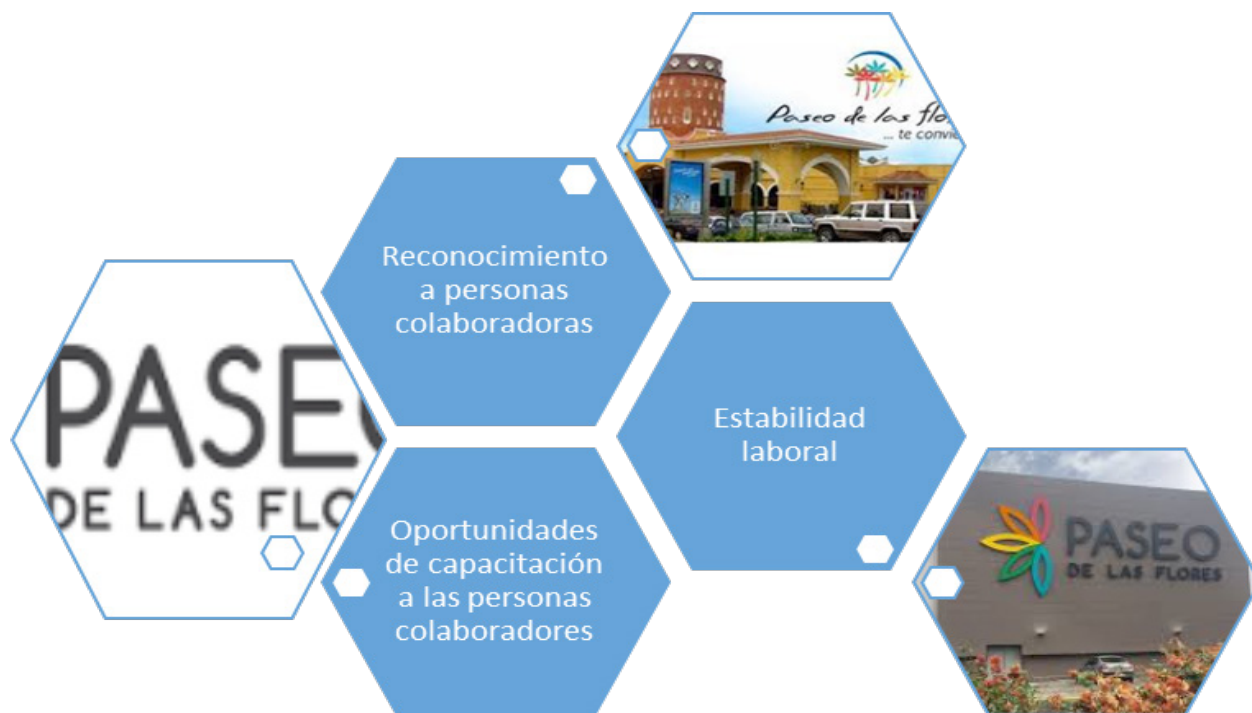 Paseo de las flo
... te convie
Reconocimiento
a personas
colaboradoras
PASEO
DE LAS FLO
Estabilidad
laboral
Oportunidades
de capacitación
a las personas
colaboradores
PASEO
DE LAS FLORES